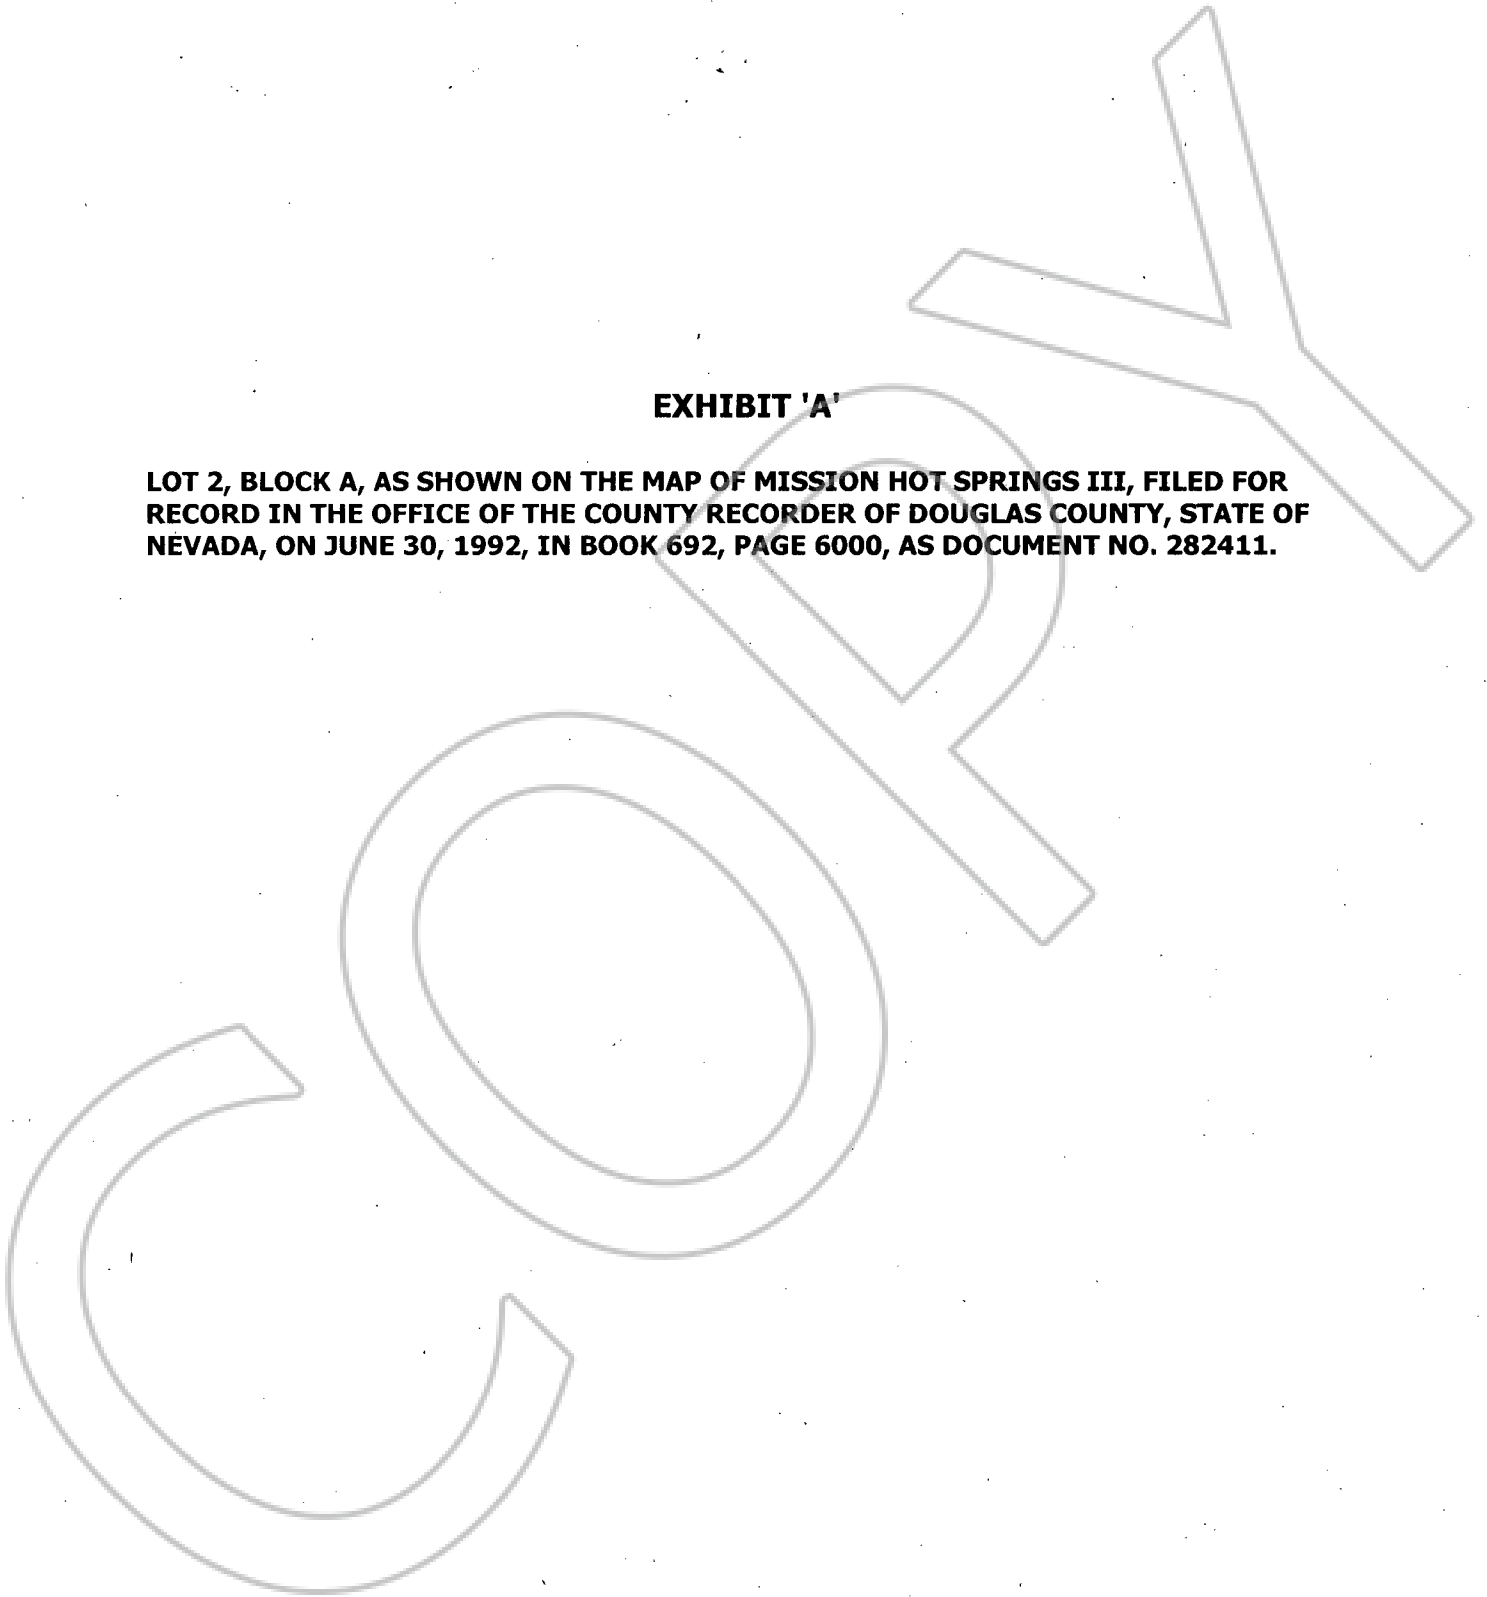 EXHIBIT 'A'
LOT 2, BLOCK A, AS SHOWN ON THE MAP OF MISSION HOT SPRINGS III, FILED FOR
RECORD IN THE OFFICE OF THE COUNTY RECORDER OF DOUGLAS COUNTY, STATE OF
NEVADA, ON JUNE 30, 1992, IN BOOK 692, PAGE 6000, AS DOCUMENT NO. 282411.
COPY